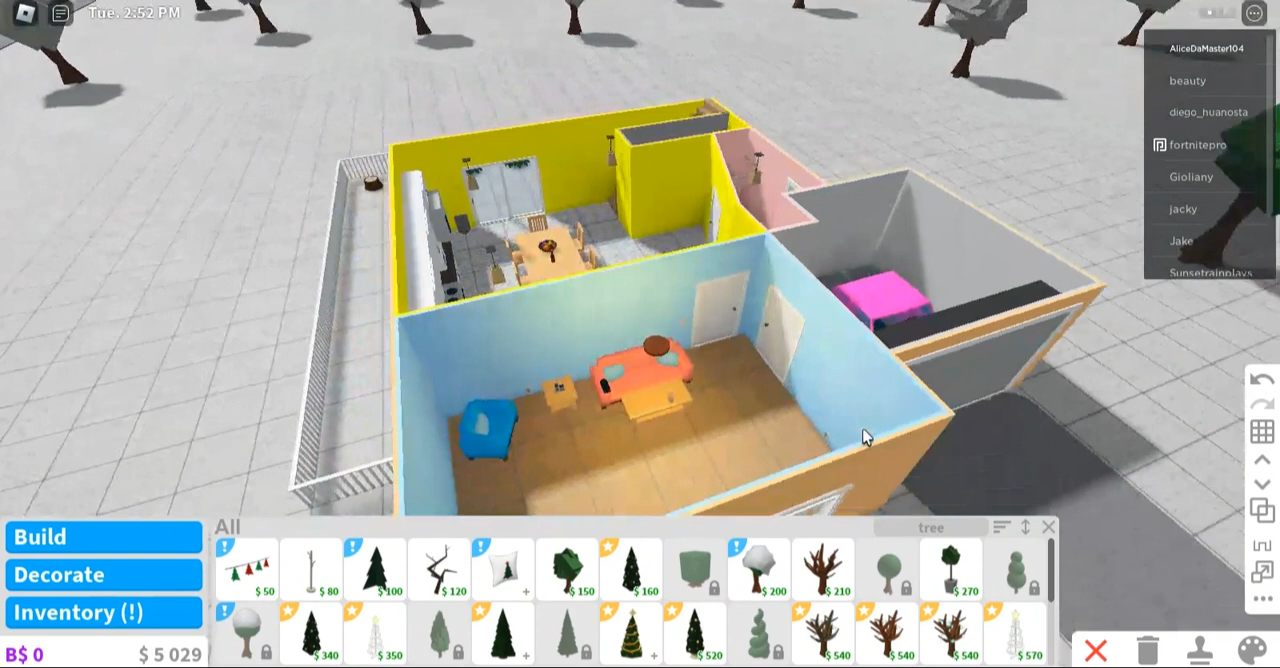 Tue. 2:52 PM
AliceDaMaster104
beauty
diego_huanosta
fortnitepro
Gioliany
jacky
Jake
Sunsetrainplays
Build
Decorate
Inventory (!)
B$ 0 $ 5 029
All tree
$ 50 $ 80 $ 100 $ 120 + $ 150 $ 160 $ 200 $ 210 $ 270
$ 340 $ 350 + + $ 520 $ 540 $ 540 $ 540 $ 570